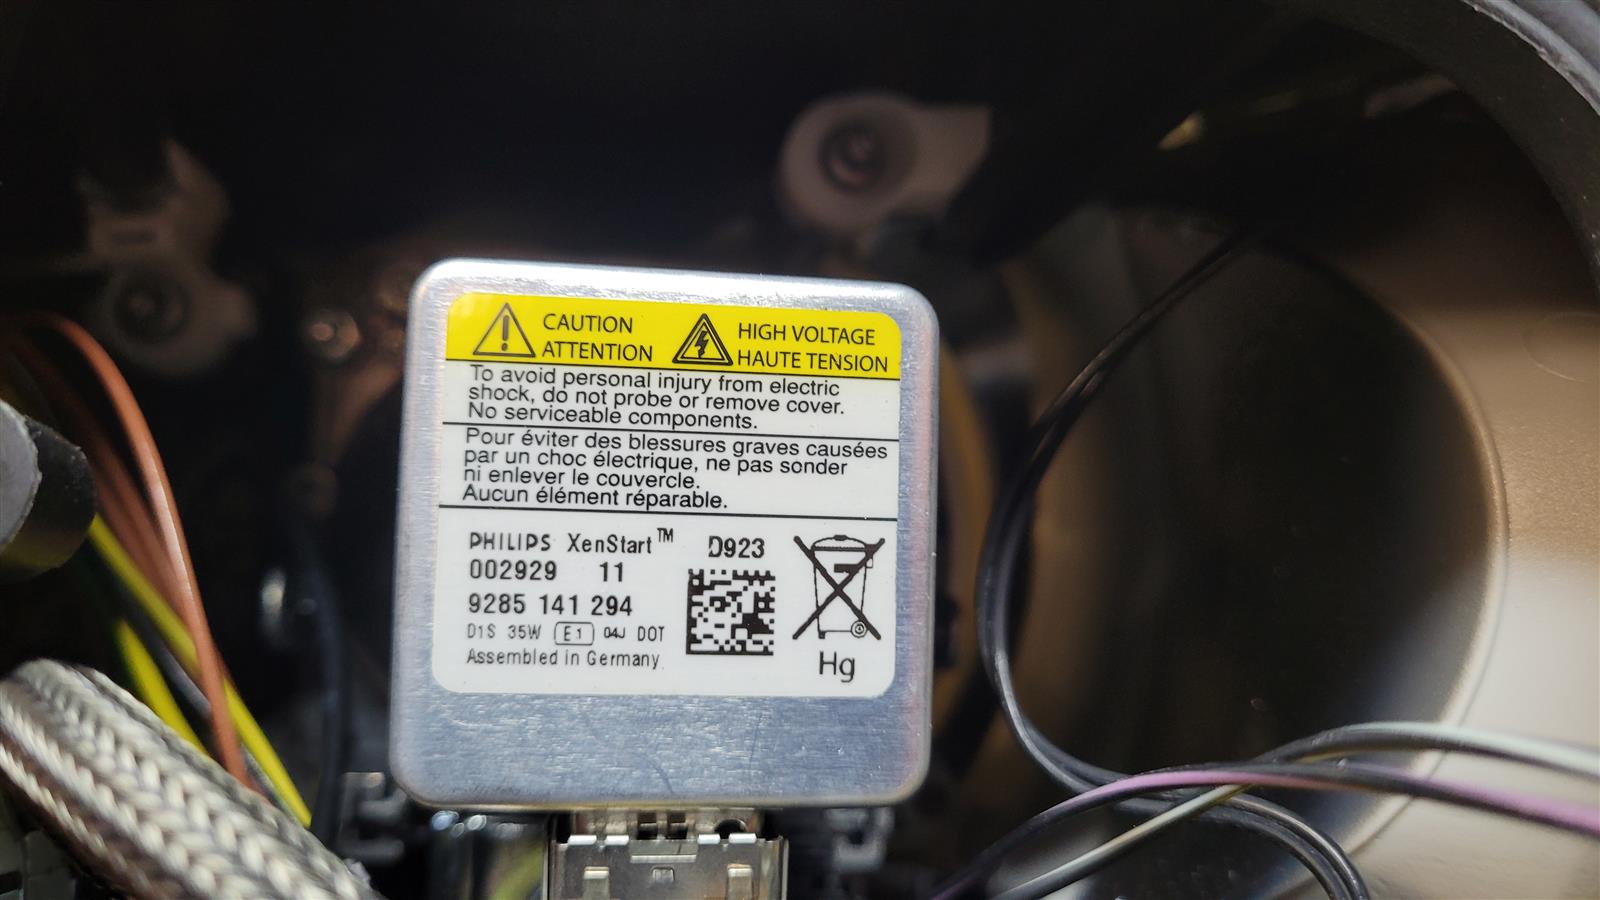 CAUTION
ATTENTION
HIGH VOLTAGE
HAUTE TENSION
To avoid personal injury from electric
shock, do not probe or remove cover.
No serviceable components.
Pour éviter des blessures graves causées
par un choc électrique, ne pas sonder
ni enlever le couvercle.
Aucun élément réparable.
PHILIPS XenStart™ D923
002929 11
9285 141 294
D1S 35W E1 04J DOT
Assembled in Germany
Hg